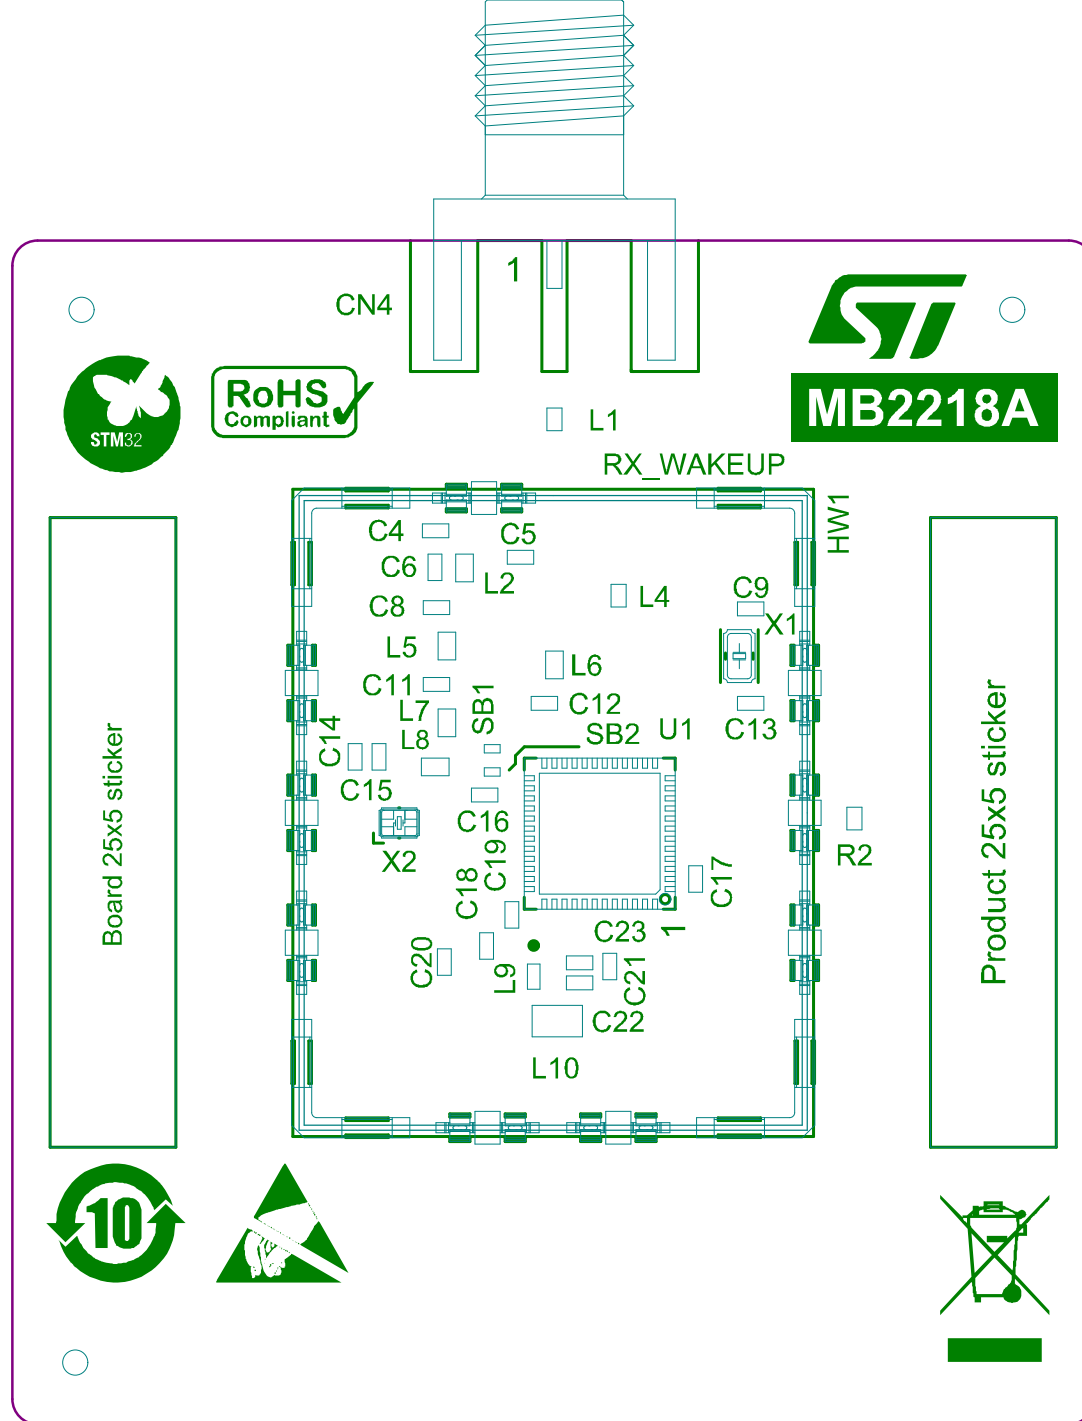 1
CN4
ST
RoHS
Compliant
MB2218A
STM32
L1
RX_WAKEUP
HW1
C4
C5
C6
L2
C8
L4
C9
X1
L5
L6
C11
SB1
C12
L7
C13
C14
L8
SB2
U1
C15
C16
X2
C19
C18
C17
R2
C23
1
C20
L9
C21
C22
L10
Board 25x5 sticker
Product 25x5 sticker
10